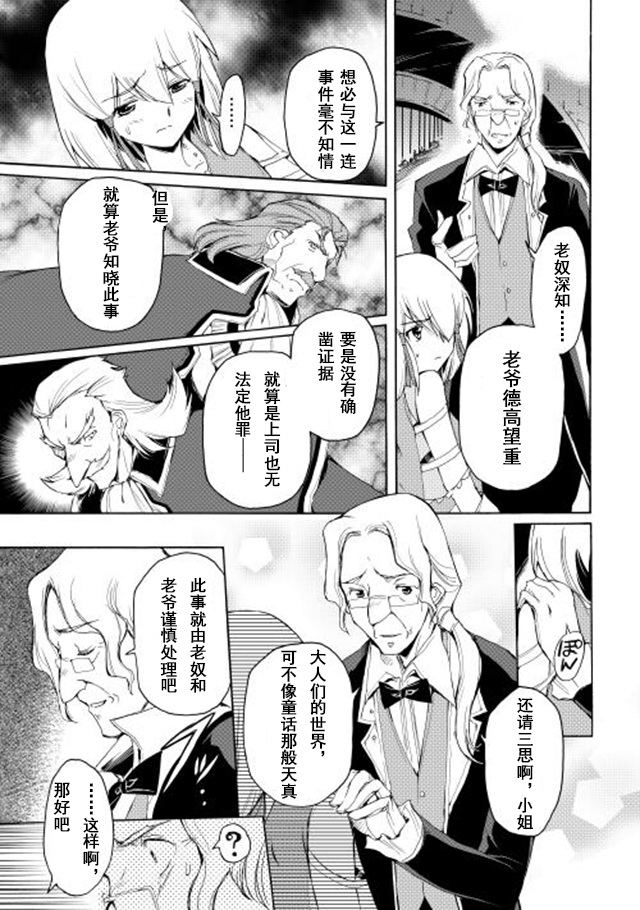 老奴深知……
老爷德高望重
想必与这一连
事件毫不知情
……
但是,
就算老爷知晓此事
要是没有确
凿证据
就算是上司也无
法定他罪——
ぽん
还请三思啊,小姐
大人们的世界,
可不像童话那般天真
此事就由老奴和
老爷谨慎处理吧
?
……这样啊,
那好吧